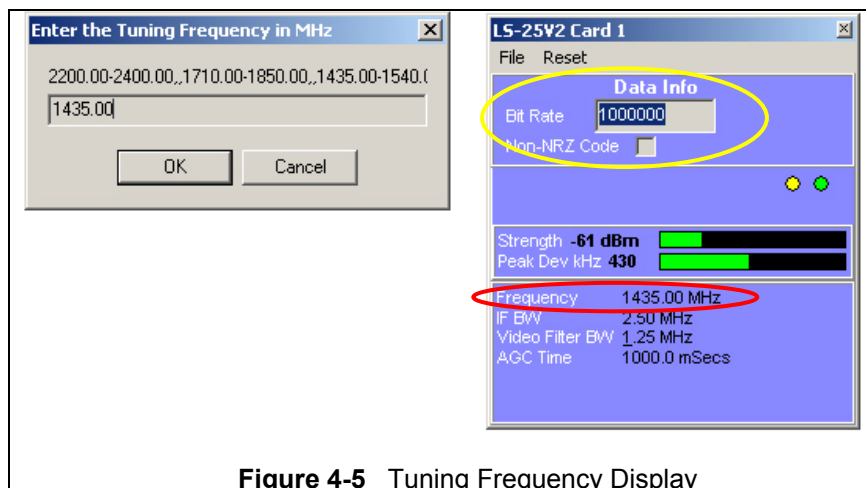 Enter the Tuning Frequency in MHz
2200.00-2400.00,,1710.00-1850.00,,1435.00-1540.(
1435.00
OK Cancel
LS-25V2 Card 1
File Reset
Data Info
Bit Rate 1000000
Non-NRZ Code
Strength -61 dBm
Peak Dev kHz 430
Frequency 1435.00 MHz
IF BW 2.50 MHz
Video Filter BW 1.25 MHz
AGC Time 1000.0 mSecs
Figure 4-5 Tuning Frequency Display